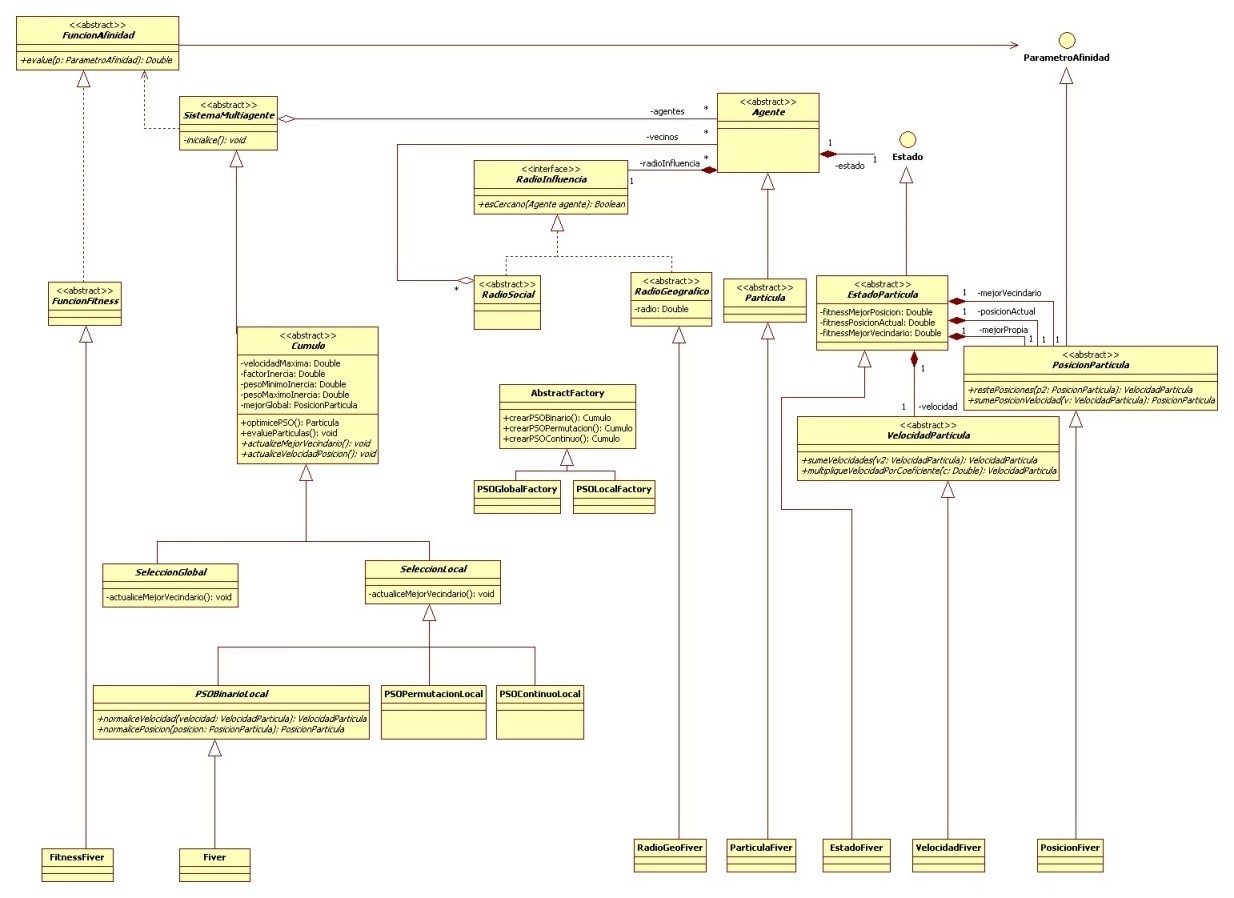 <<abstract>>
FuncionAfinidad
+evalue(p: ParametroAfinidad): Double
ParametroAfinidad
<<abstract>>
SistemaMultiagente
-inicialice(): void
-agentes
*
<<abstract>>
Agente
-vecinos
*
-radioInfluencia
*
1
1
-estado
1
Estado
<<interface>>
RadioInfluencia
+esCercano(Agente agente): Boolean
<<abstract>>
FuncionFitness
<<abstract>>
RadioSocial
*
<<abstract>>
RadioGeografico
-radio: Double
<<abstract>>
Particula
<<abstract>>
EstadoParticula
-fitnessMejorPosicion: Double
-fitnessPosicionActual: Double
-fitnessMejorVecindario: Double
1
-mejorVecindario
1
-posicionActual
1
-mejorPropia
1
1
1
<<abstract>>
PosicionParticula
+restePosiciones(p2: PosicionParticula): VelocidadParticula
+sumePosicionVelocidad(v: VelocidadParticula): PosicionParticula
1
1
-velocidad
<<abstract>>
VelocidadParticula
+sumeVelocidades(v2: VelocidadParticula): VelocidadParticula
+multipliqueVelocidadPorCoeficiente(c: Double): VelocidadParticula
<<abstract>>
Cumulo
-velocidadMaxima: Double
-factorInercia: Double
-pesoMinimoInercia: Double
-pesoMaximoInercia: Double
-mejorGlobal: PosicionParticula
+optimicePSO(): Particula
+evalueParticulas(): void
+actualizeMejorVecindario(): void
+actualiceVelocidadPosicion(): void
AbstractFactory
+crearPSOBinario(): Cumulo
+crearPSOPermutacion(): Cumulo
+crearPSOContinuo(): Cumulo
PSOGlobalFactory
PSOLocalFactory
SeleccionGlobal
-actualiceMejorVecindario(): void
SeleccionLocal
-actualiceMejorVecindario(): void
PSOBinarioLocal
+normaliceVelocidad(velocidad: VelocidadParticula): VelocidadParticula
+normalicePosicion(posicion: PosicionParticula): PosicionParticula
PSOPermutacionLocal
PSOContinuoLocal
FitnessFiver
Fiver
RadioGeoFiver
ParticulaFiver
EstadoFiver
VelocidadFiver
PosicionFiver